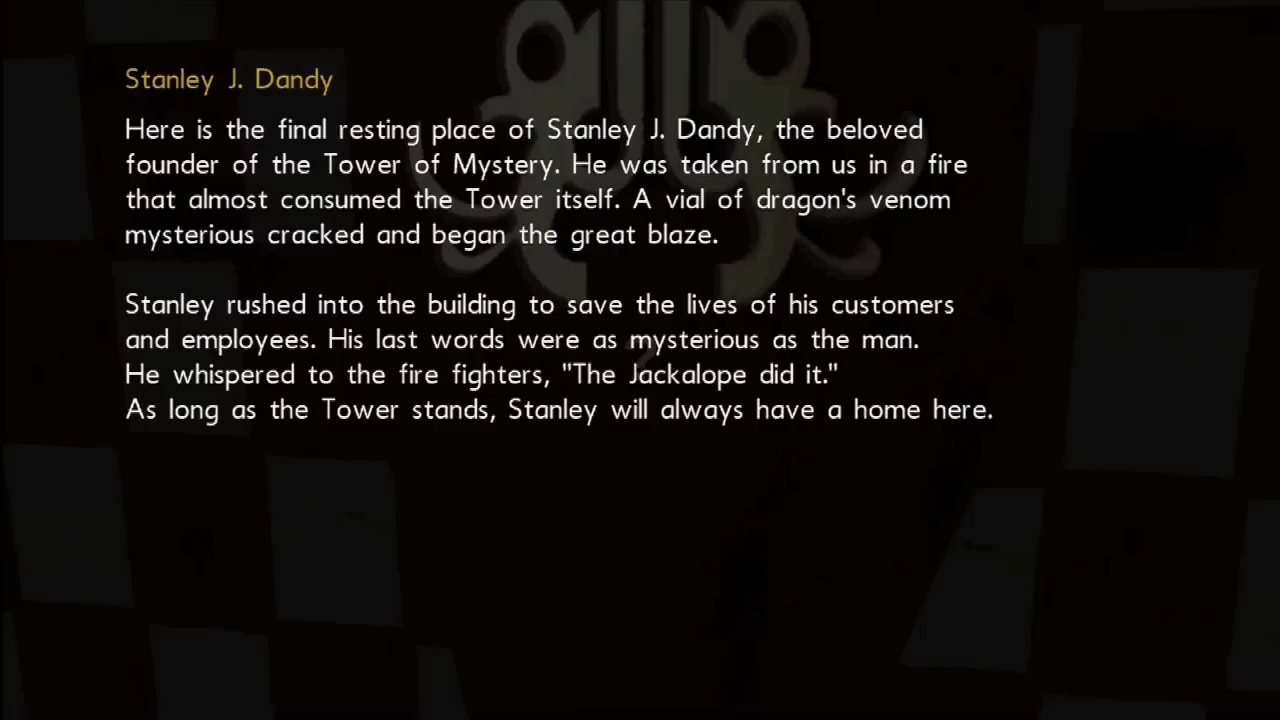 Stanley J. Dandy
Here is the final resting place of Stanley J. Dandy, the beloved
founder of the Tower of Mystery. He was taken from us in a fire
that almost consumed the Tower itself. A vial of dragon's venom
mysterious cracked and began the great blaze.
Stanley rushed into the building to save the lives of his customers
and employees. His last words were as mysterious as the man.
He whispered to the fire fighters, "The Jackalope did it."
As long as the Tower stands, Stanley will always have a home here.